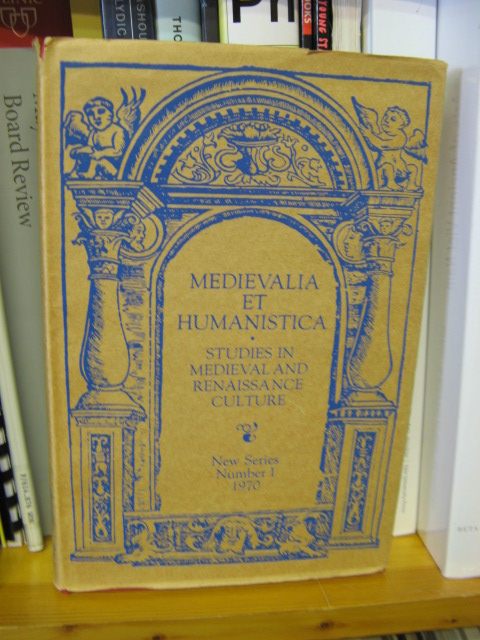 MEDIEVALIA
ET
HUMANISTICA
STUDIES IN
MEDIEVAL AND
RENAISSANCE
CULTURE
New Series
Number 1
1970
Board Review